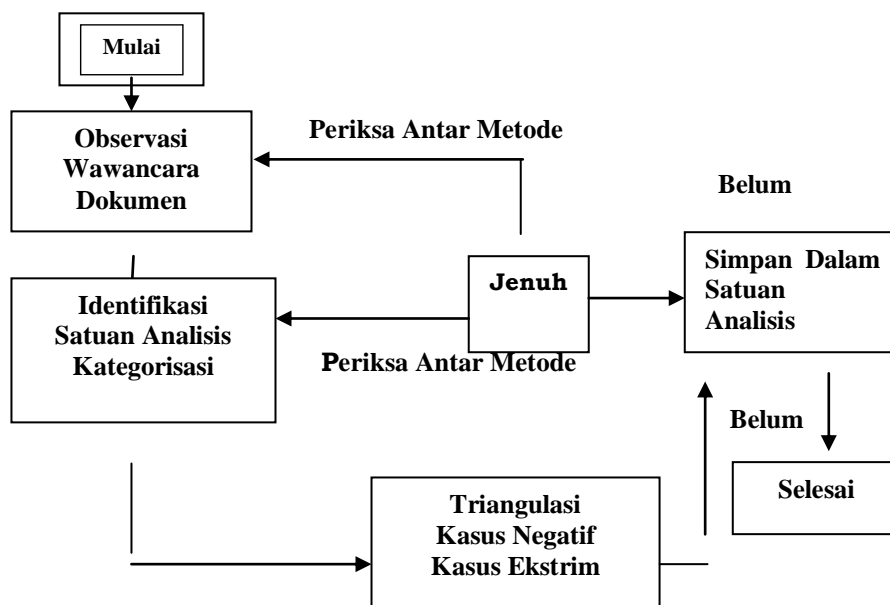 Mulai
Observasi
Wawancara
Dokumen
Periksa Antar Metode
Belum
Identifikasi
Satuan Analisis
Kategorisasi
Jenuh
Simpan Dalam
Satuan
Analisis
Periksa Antar Metode
Belum
Triangulasi
Kasus Negatif
Kasus Ekstrim
Selesai